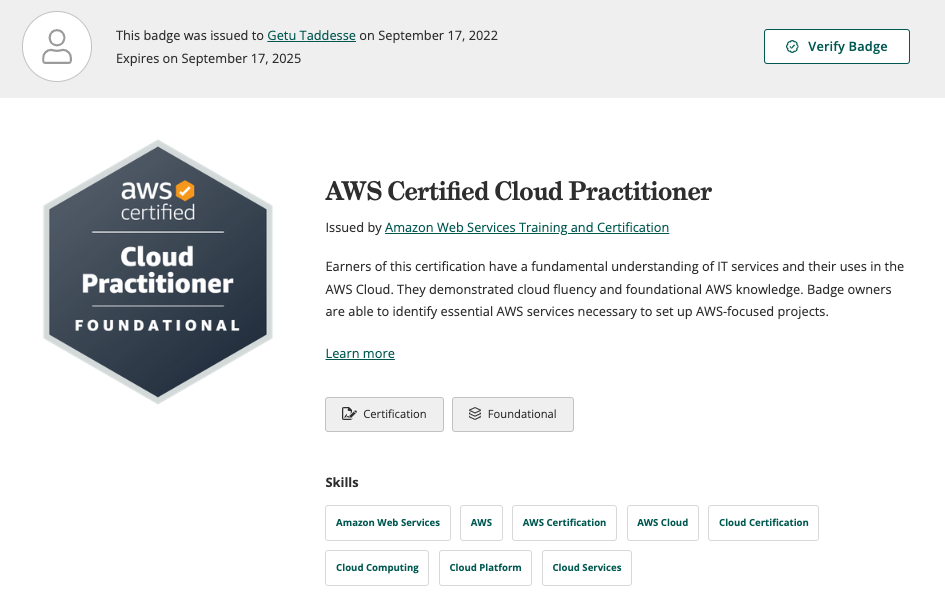 This badge was issued to Getu Taddesse on September 17, 2022
Expires on September 17, 2025
Verify Badge
aws
certified
Cloud
Practitioner
FOUNDATIONAL
AWS Certified Cloud Practitioner
Issued by Amazon Web Services Training and Certification
Earners of this certification have a fundamental understanding of IT services and their uses in the
AWS Cloud. They demonstrated cloud fluency and foundational AWS knowledge. Badge owners
are able to identify essential AWS services necessary to set up AWS-focused projects.
Learn more
Certification Foundational
Skills
Amazon Web Services AWS AWS Certification AWS Cloud Cloud Certification
Cloud Computing Cloud Platform Cloud Services